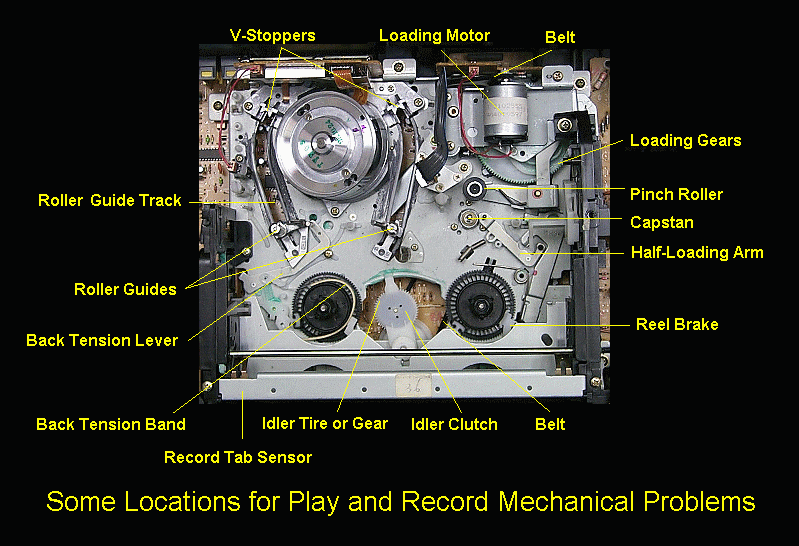 V-Stoppers
Loading Motor
Belt
Loading Gears
Pinch Roller
Roller Guide Track
Capstan
Half-Loading Arm
Roller Guides
Reel Brake
Back Tension Lever
Back Tension Band
Idler Tire or Gear
Idler Clutch
Belt
Record Tab Sensor
Some Locations for Play and Record Mechanical Problems